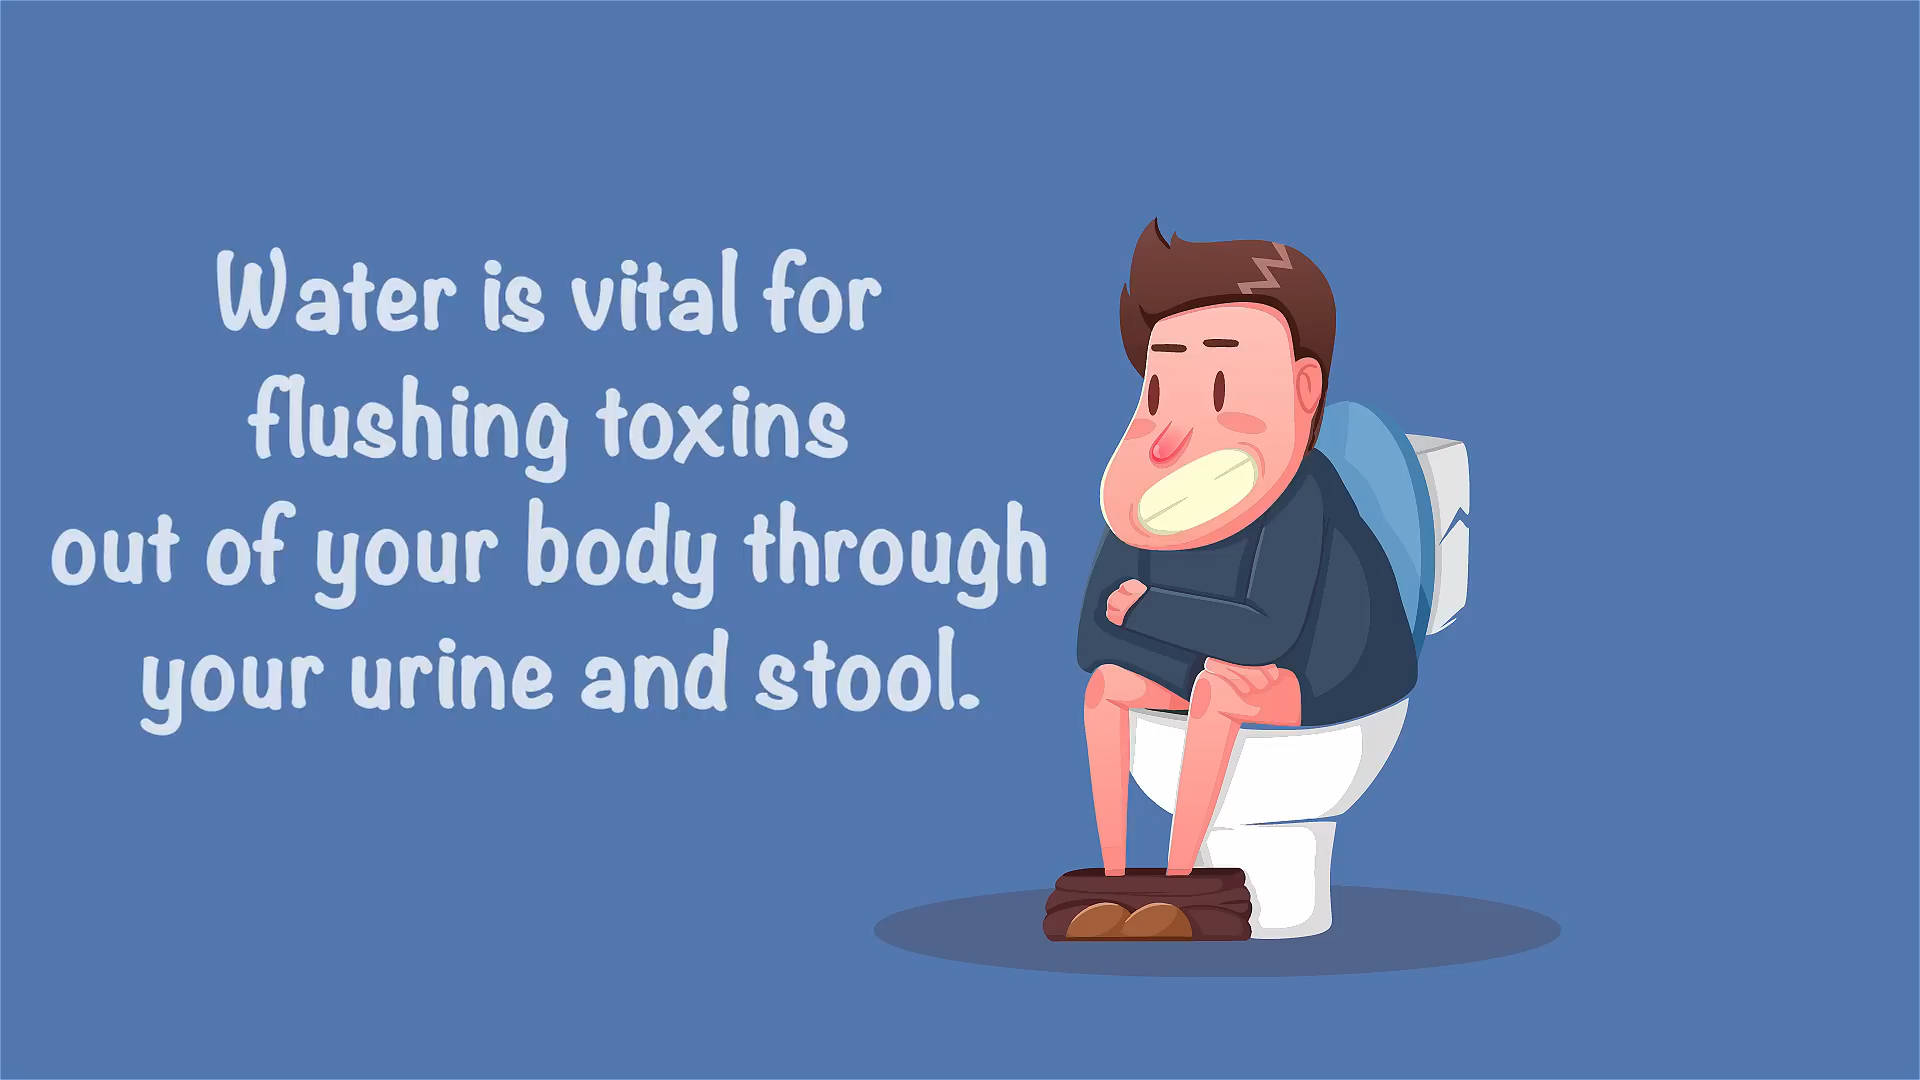 Water is vital for
flushing toxins
out of your body through
your urine and stool.